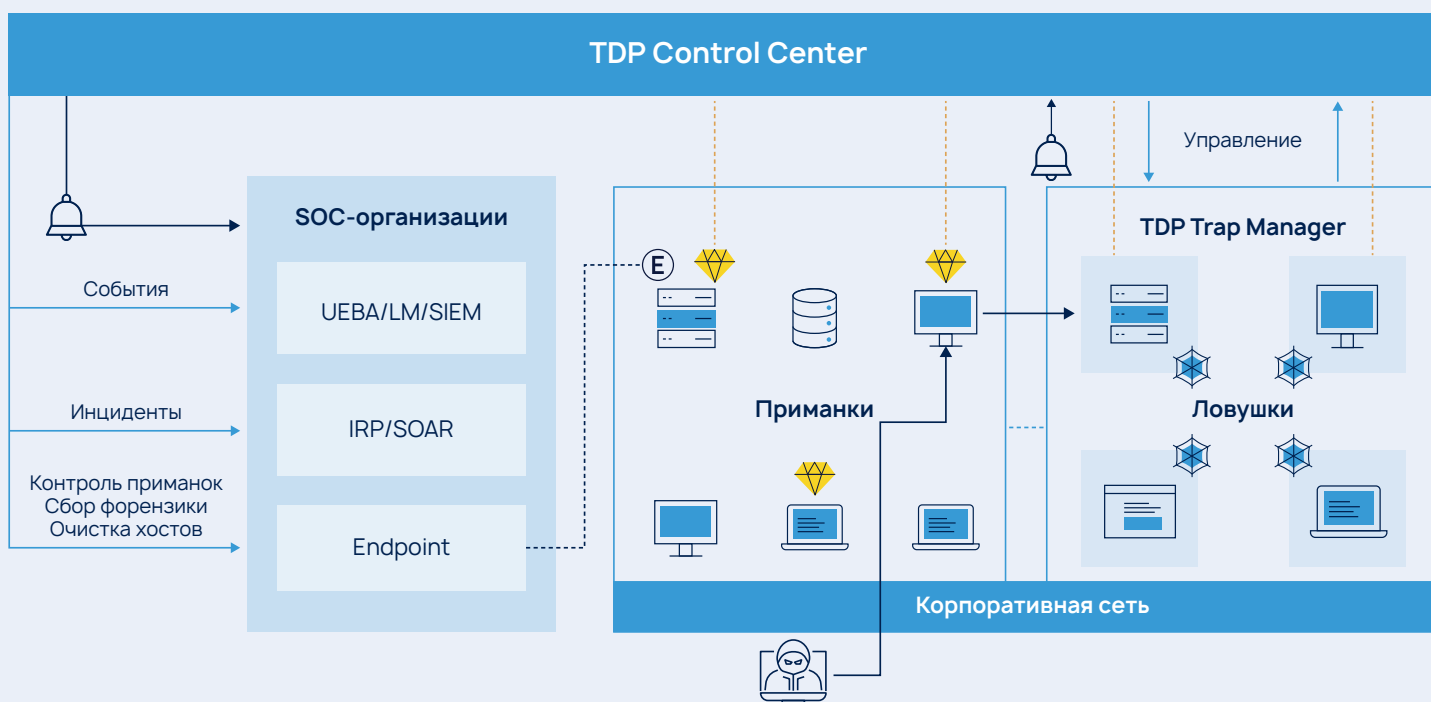 TDP Control Center
Управление
SOC-организации
TDP Trap Manager
E
События
UEBA/LM/SIEM
Инциденты
IRP/SOAR
Приманки
Ловушки
Контроль приманок
Сбор форензики
Очистка хостов
Endpoint
Корпоративная сеть